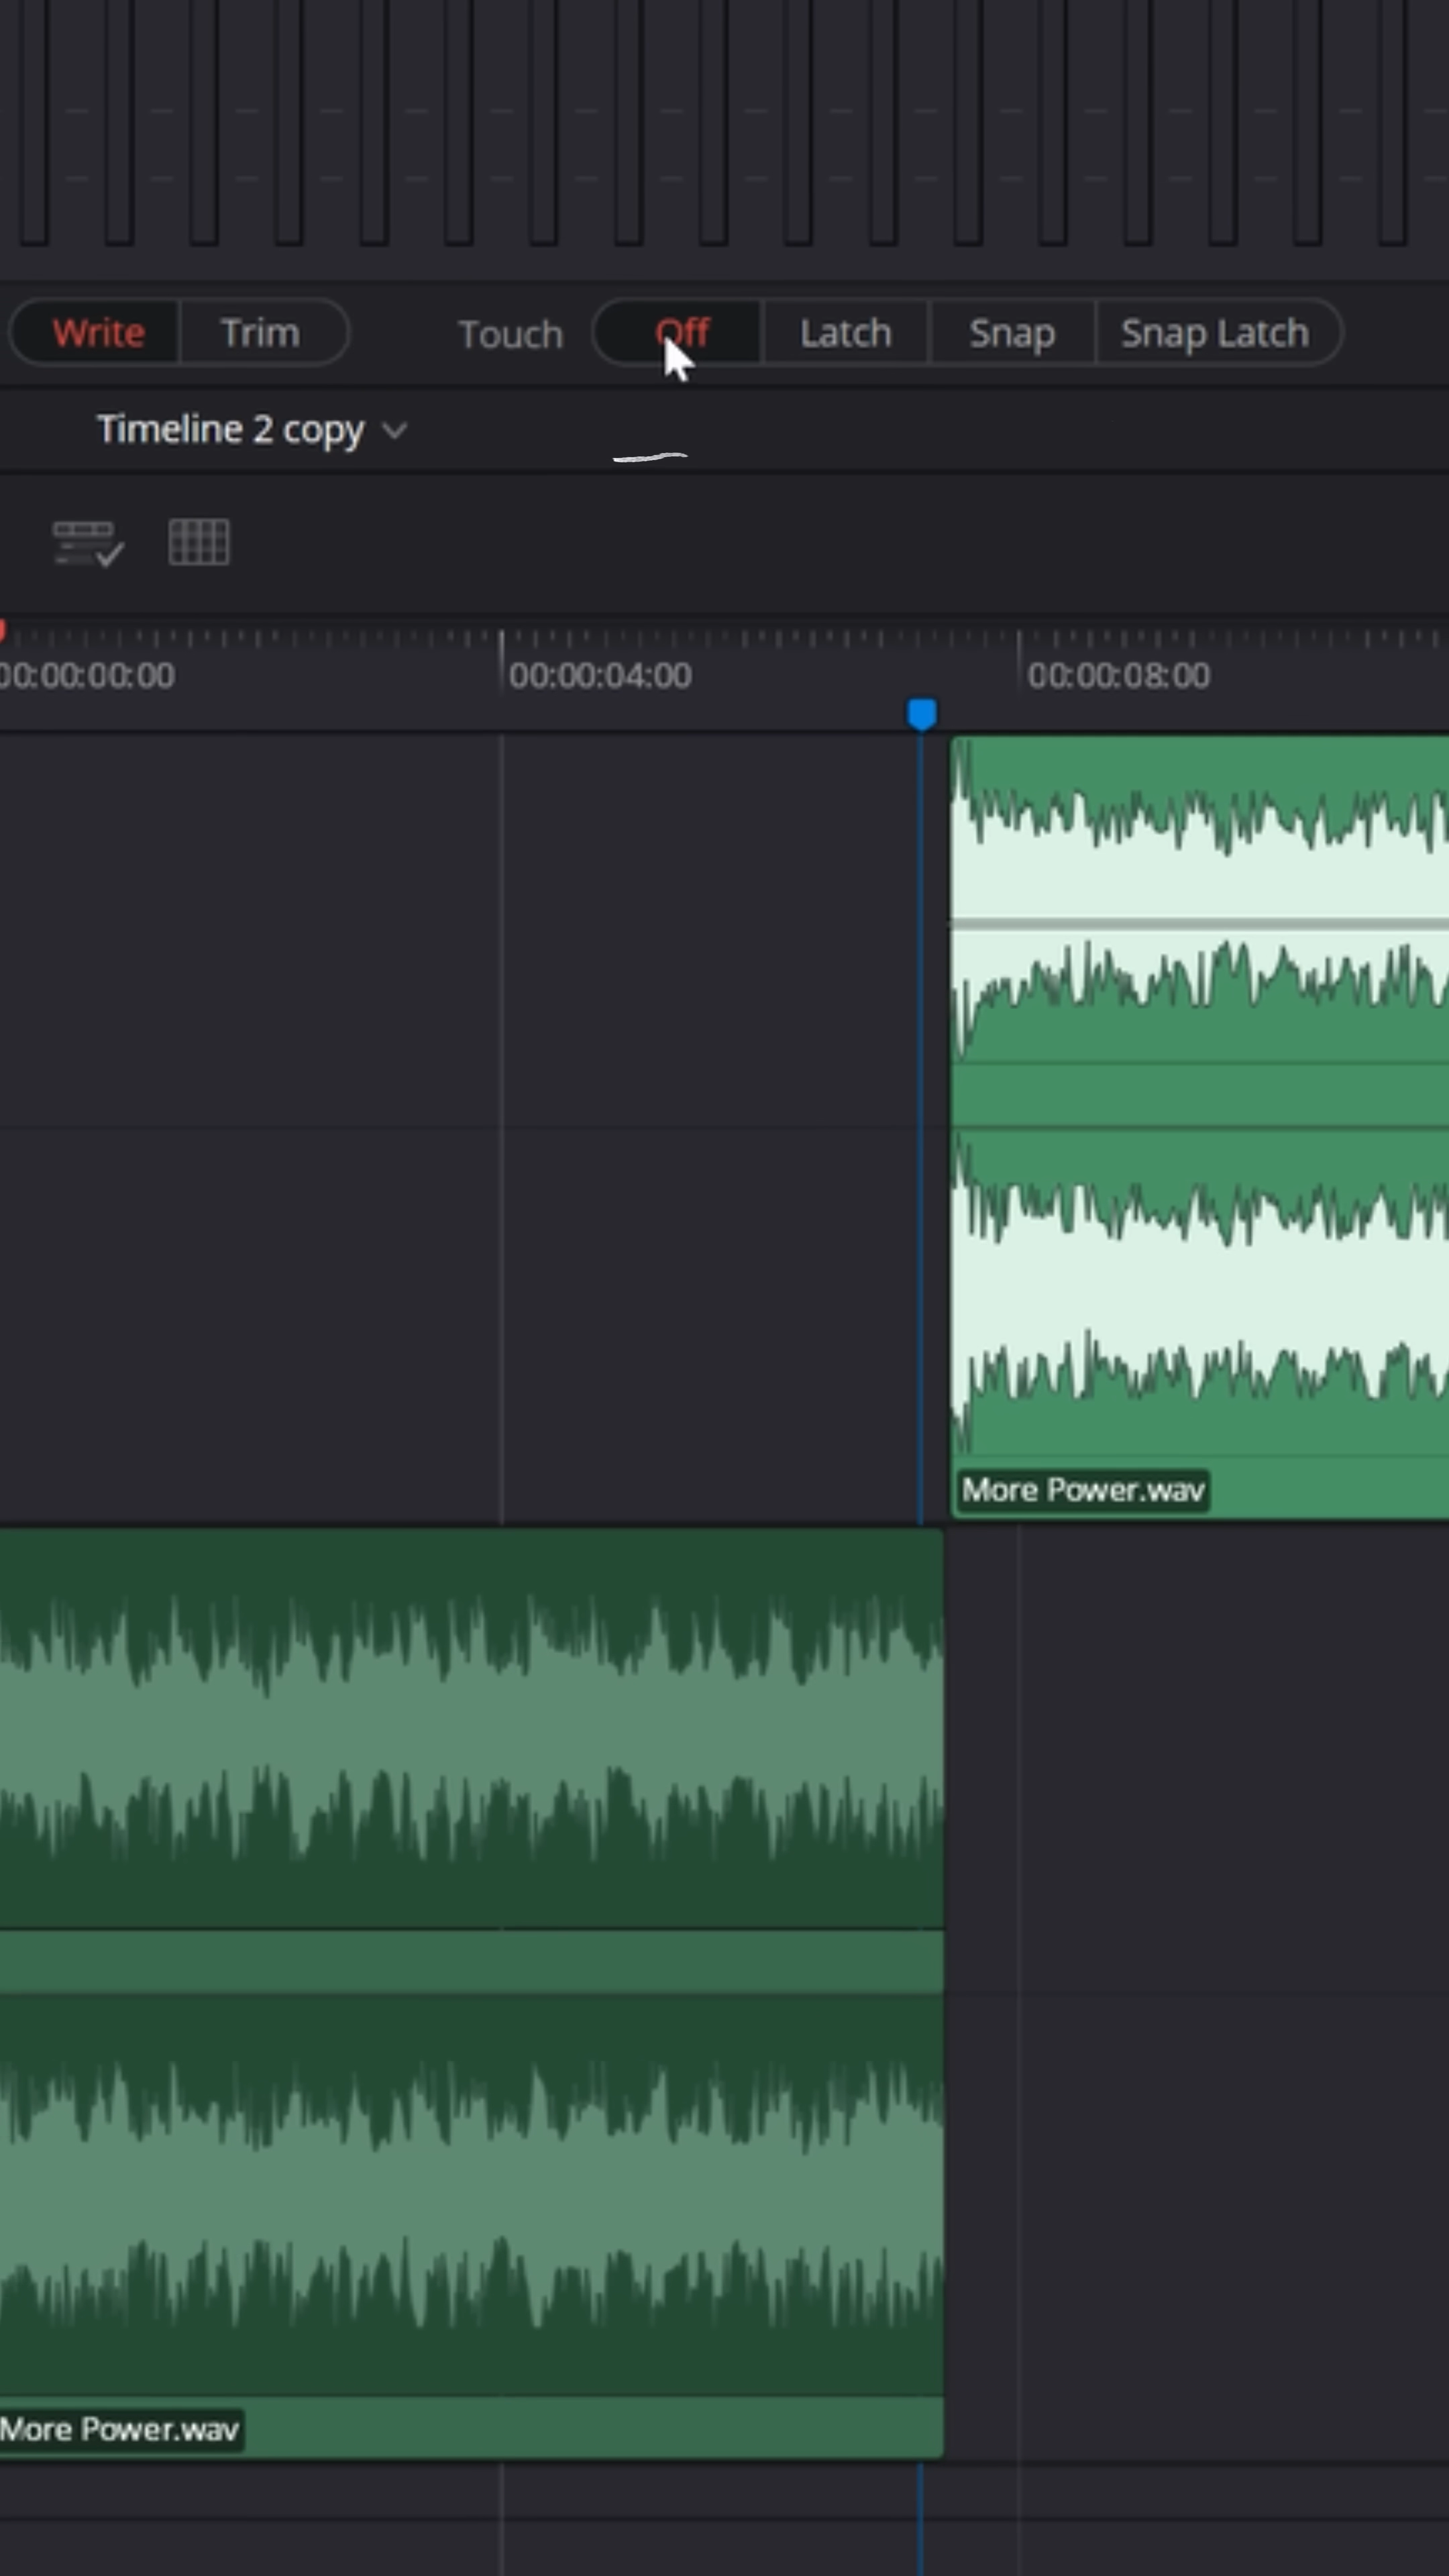 Write Trim Touch Off Latch Snap Snap Latch
Timeline 2 copy
00:00:00:00 00:00:04:00 00:00:08:00
More Power.wav
More Power.wav